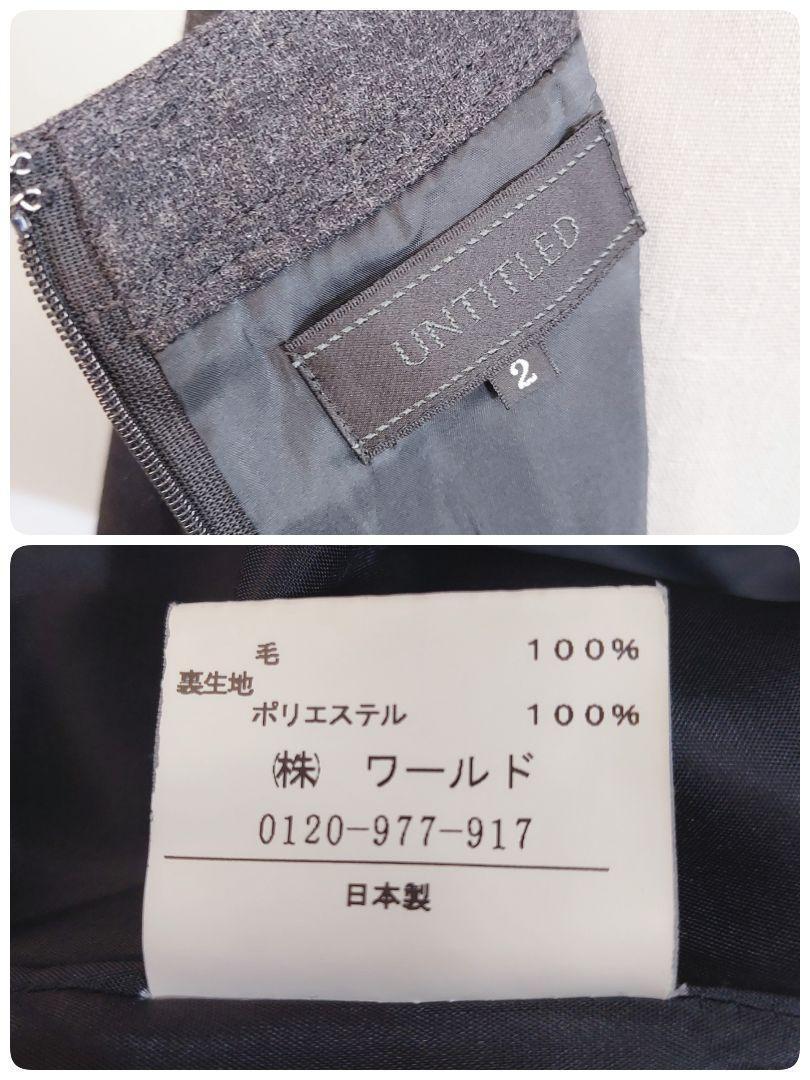 UNTITLED
2
毛 １００％
裏生地
ポリエステル １００％
㈱ ワールド
0120-977-917
日本製